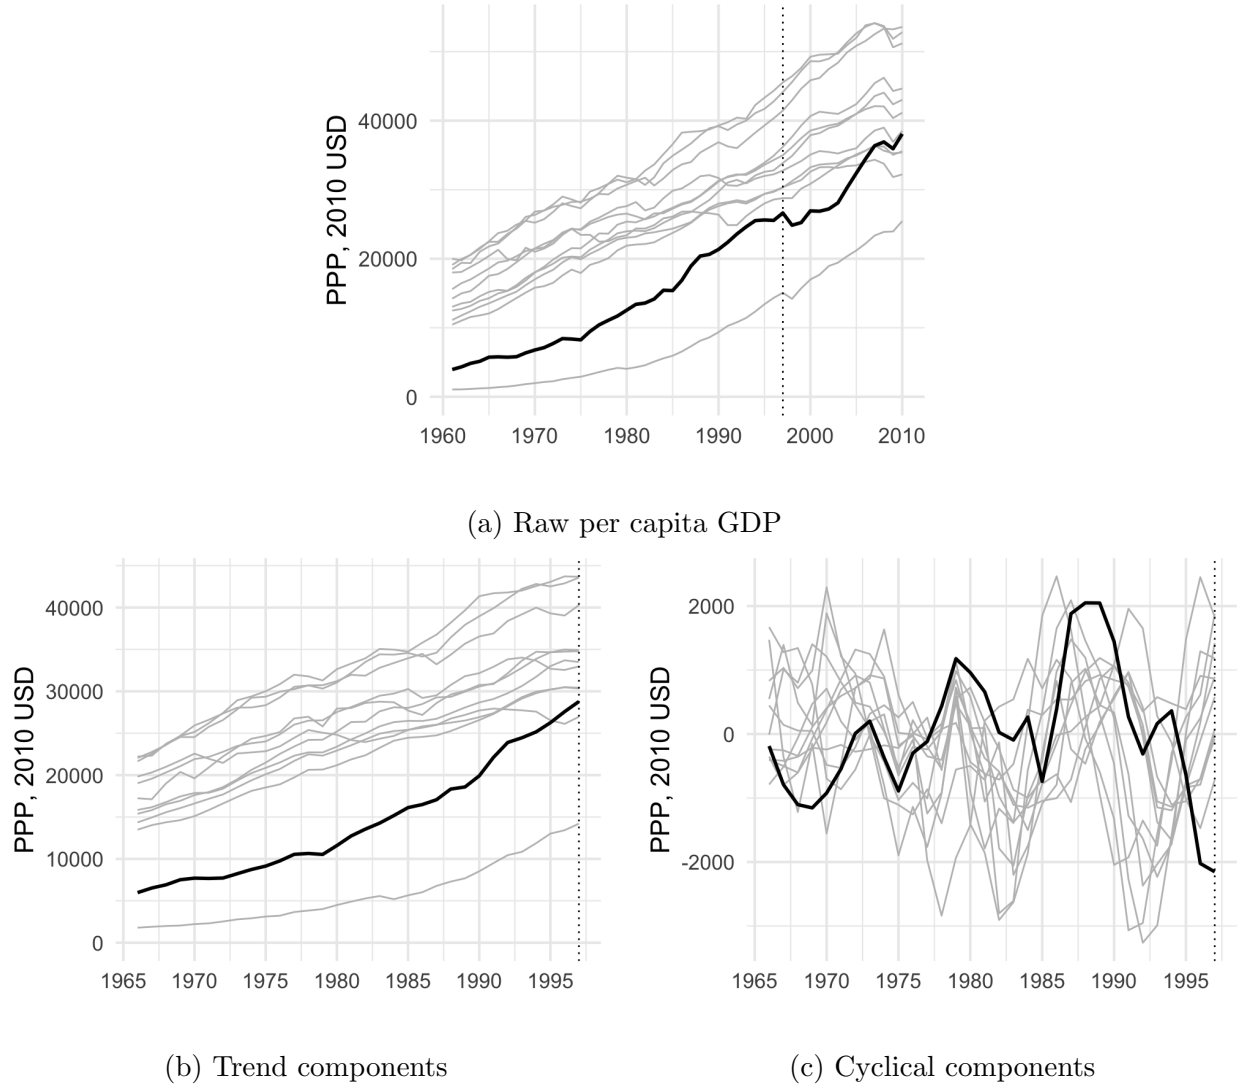 PPP, 2010 USD
40000
20000
0
1960 1970 1980 1990 2000 2010
(a) Raw per capita GDP
PPP, 2010 USD
40000
30000
20000
10000
0
1965 1970 1975 1980 1985 1990 1995
(b) Trend components
PPP, 2010 USD
2000
0
-2000
1965 1970 1975 1980 1985 1990 1995
(c) Cyclical components